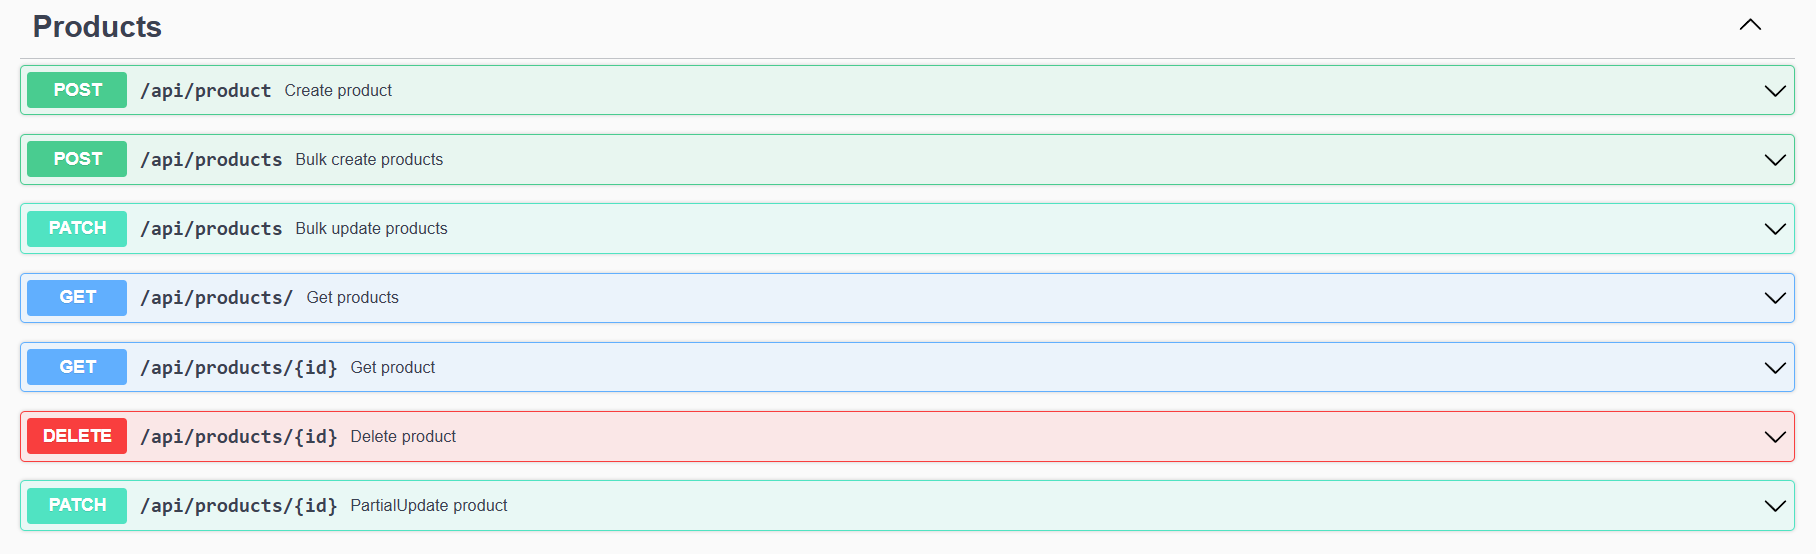 Products
POST /api/product Create product
POST /api/products Bulk create products
PATCH /api/products Bulk update products
GET /api/products/ Get products
GET /api/products/{id} Get product
DELETE /api/products/{id} Delete product
PATCH /api/products/{id} PartialUpdate product